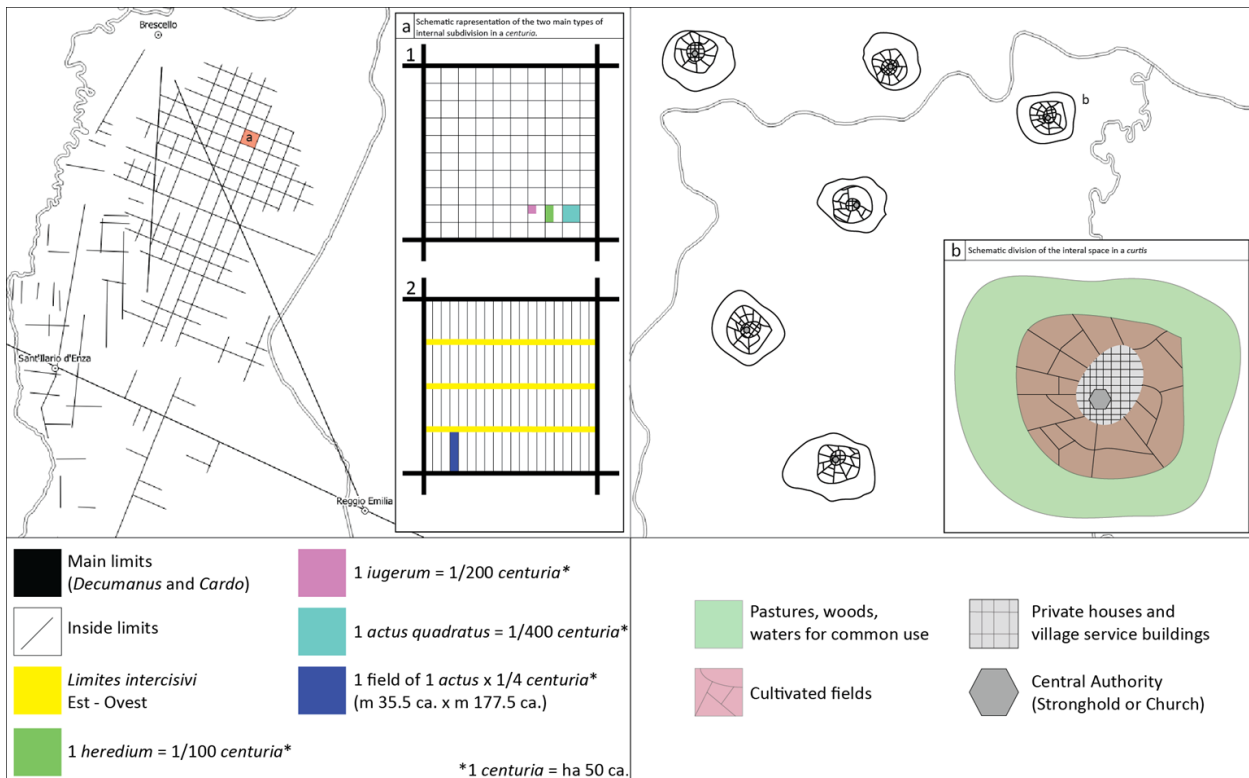 Brescello
a
Sant'Ilario d'Enza
Reggio Emilia
a
Schematic rapresentation of the two main types of
internal subdivision in a centuria.
1
2
b
b
Schematic division of the interal space in a curtis
Main limits
(Decumanus and Cardo)
Inside limits
Limites intercisivi
Est - Ovest
1 heredium = 1/100 centuria*
1 iugerum = 1/200 centuria*
1 actus quadratus = 1/400 centuria*
1 field of 1 actus x 1/4 centuria*
(m 35.5 ca. x m 177.5 ca.)
*1 centuria = ha 50 ca.
Pastures, woods,
waters for common use
Cultivated fields
Private houses and
village service buildings
Central Authority
(Stronghold or Church)